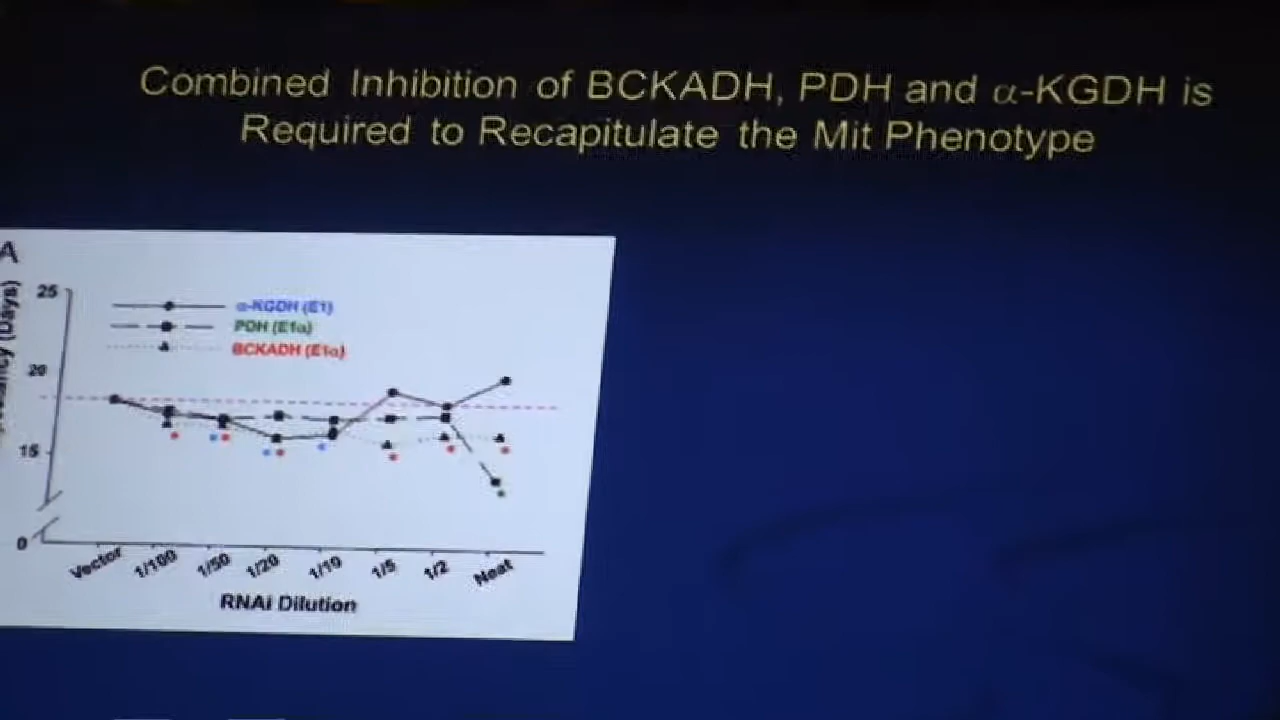 Combined Inhibition of BCKADH, PDH and α-KGDH is
Required to Recapitulate the Mit Phenotype
A
(Days)
25
20
15
0
α-KGDH (E1)
PDH (E1α)
BCKADH (E1α)
Vector
1/100
1/50
1/20
1/10
1/5
1/2
Neat
RNAi Dilution